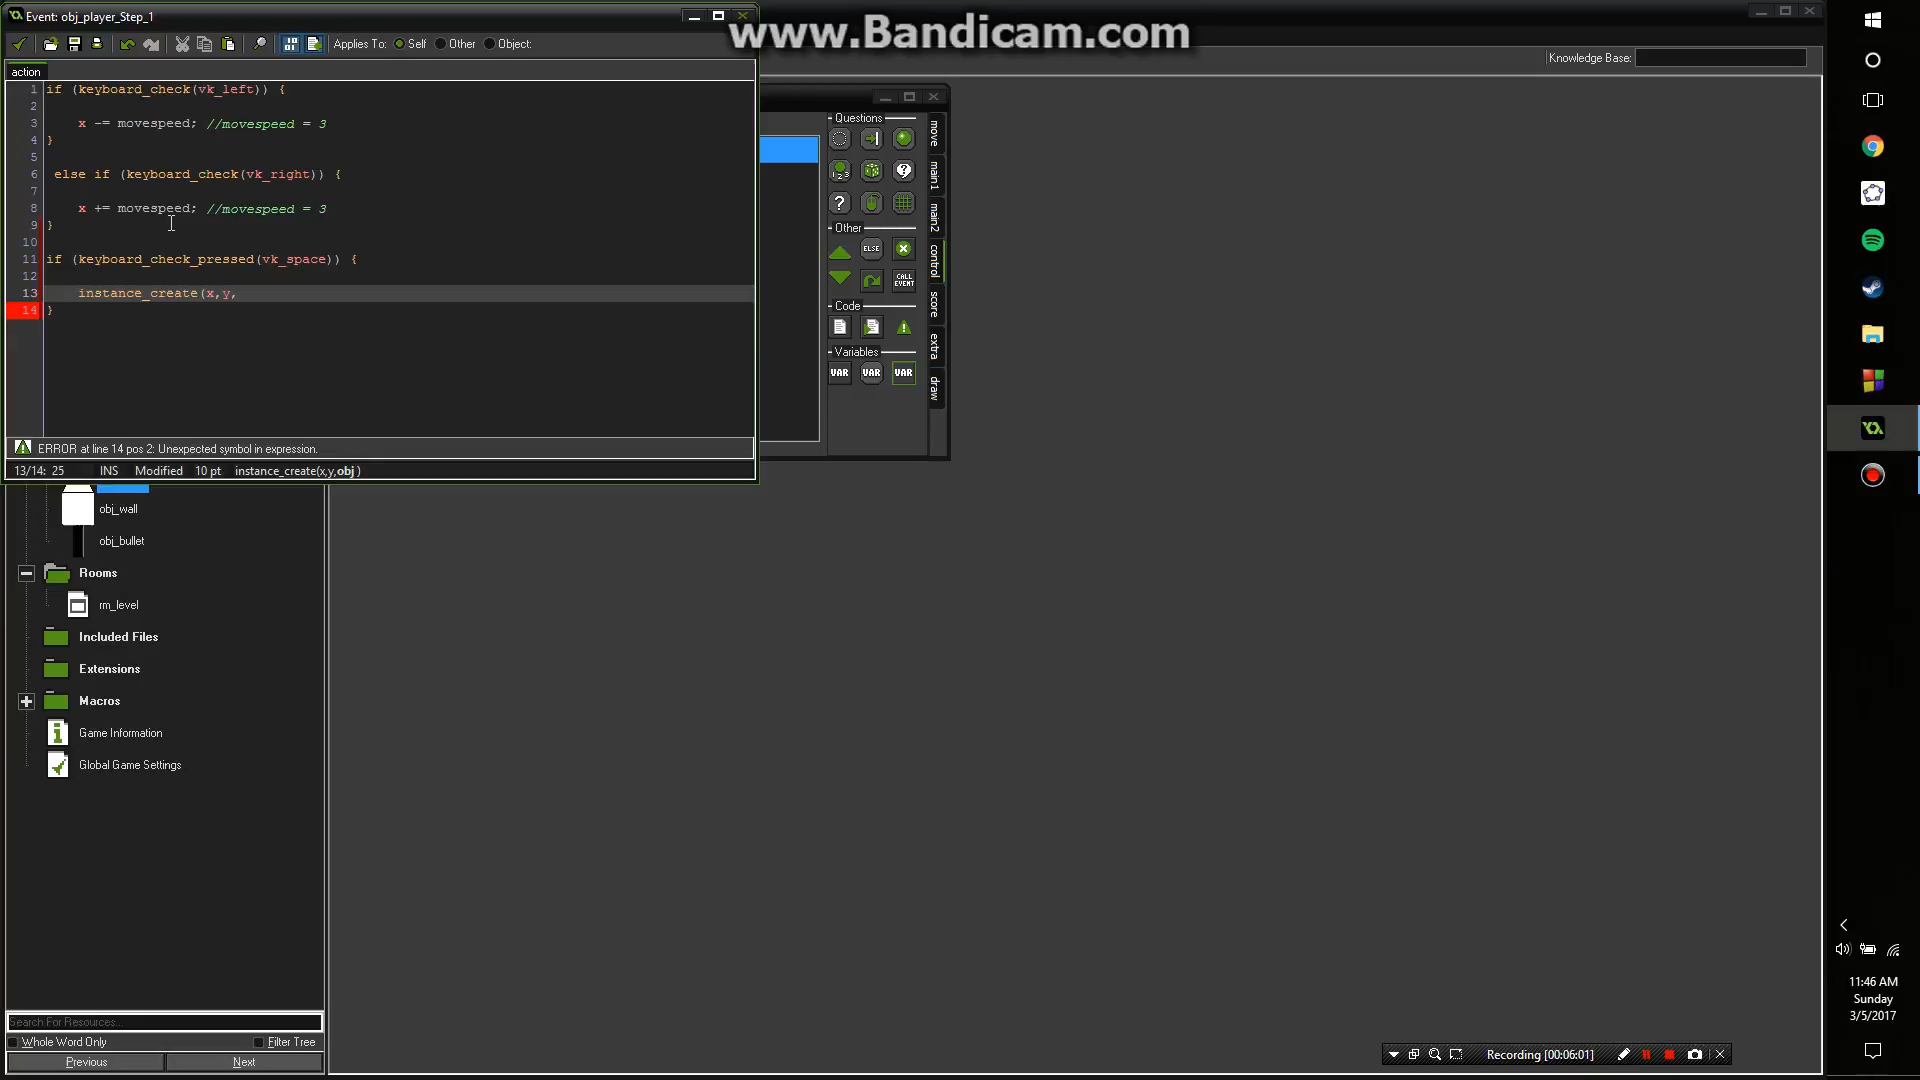 Event: obj_player_Step_1
www.Bandicam.com
Applies To: Self Other Object:
Knowledge Base:
action
1 if (keyboard_check(vk_left)) {
2
3 x -= movespeed; //movespeed = 3
4 }
5
6 else if (keyboard_check(vk_right)) {
7
8 x += movespeed; //movespeed = 3
9 }
10
11 if (keyboard_check_pressed(vk_space)) {
12
13 instance_create(x,y,
14 }
ERROR at line 14 pos 2: Unexpected symbol in expression.
13/14: 25 INS Modified 10 pt instance_create(x,y,obj )
Questions
Other
ELSE
CALL EVENT
Code
Variables
VAR VAR VAR
move
main1
main2
control
score
extra
draw
obj_wall
obj_bullet
Rooms
rm_level
Included Files
Extensions
Macros
Game Information
Global Game Settings
Search For Resources...
Whole Word Only Filter Tree
Previous Next
Recording [00:06:01]
11:46 AM
Sunday
3/5/2017